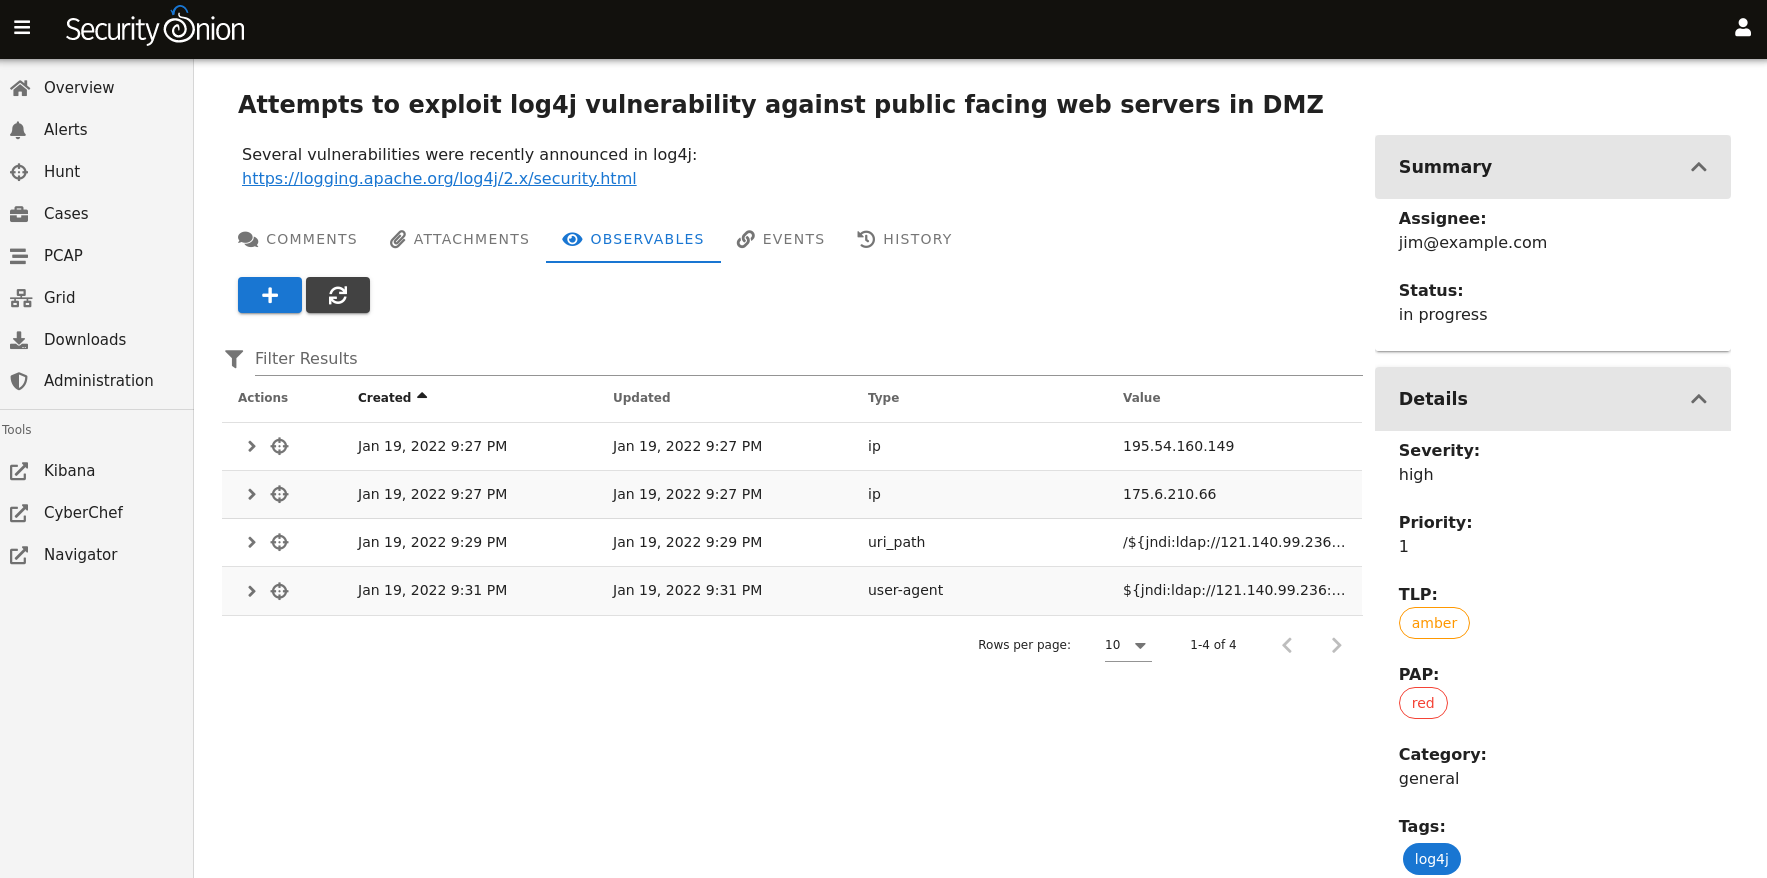 Security Onion
Overview
Alerts
Hunt
Cases
PCAP
Grid
Downloads
Administration
Tools
Kibana
CyberChef
Navigator
Attempts to exploit log4j vulnerability against public facing web servers in DMZ
Several vulnerabilities were recently announced in log4j:
https://logging.apache.org/log4j/2.x/security.html
COMMENTS ATTACHMENTS OBSERVABLES EVENTS HISTORY
Filter Results
Actions Created Updated Type Value
Jan 19, 2022 9:27 PM Jan 19, 2022 9:27 PM ip 195.54.160.149
Jan 19, 2022 9:27 PM Jan 19, 2022 9:27 PM ip 175.6.210.66
Jan 19, 2022 9:29 PM Jan 19, 2022 9:29 PM uri_path /${jndi:ldap://121.140.99.236...
Jan 19, 2022 9:31 PM Jan 19, 2022 9:31 PM user-agent ${jndi:ldap://121.140.99.236:...
Rows per page: 10 1-4 of 4
Summary
Assignee:
jim@example.com
Status:
in progress
Details
Severity:
high
Priority:
1
TLP:
amber
PAP:
red
Category:
general
Tags:
log4j